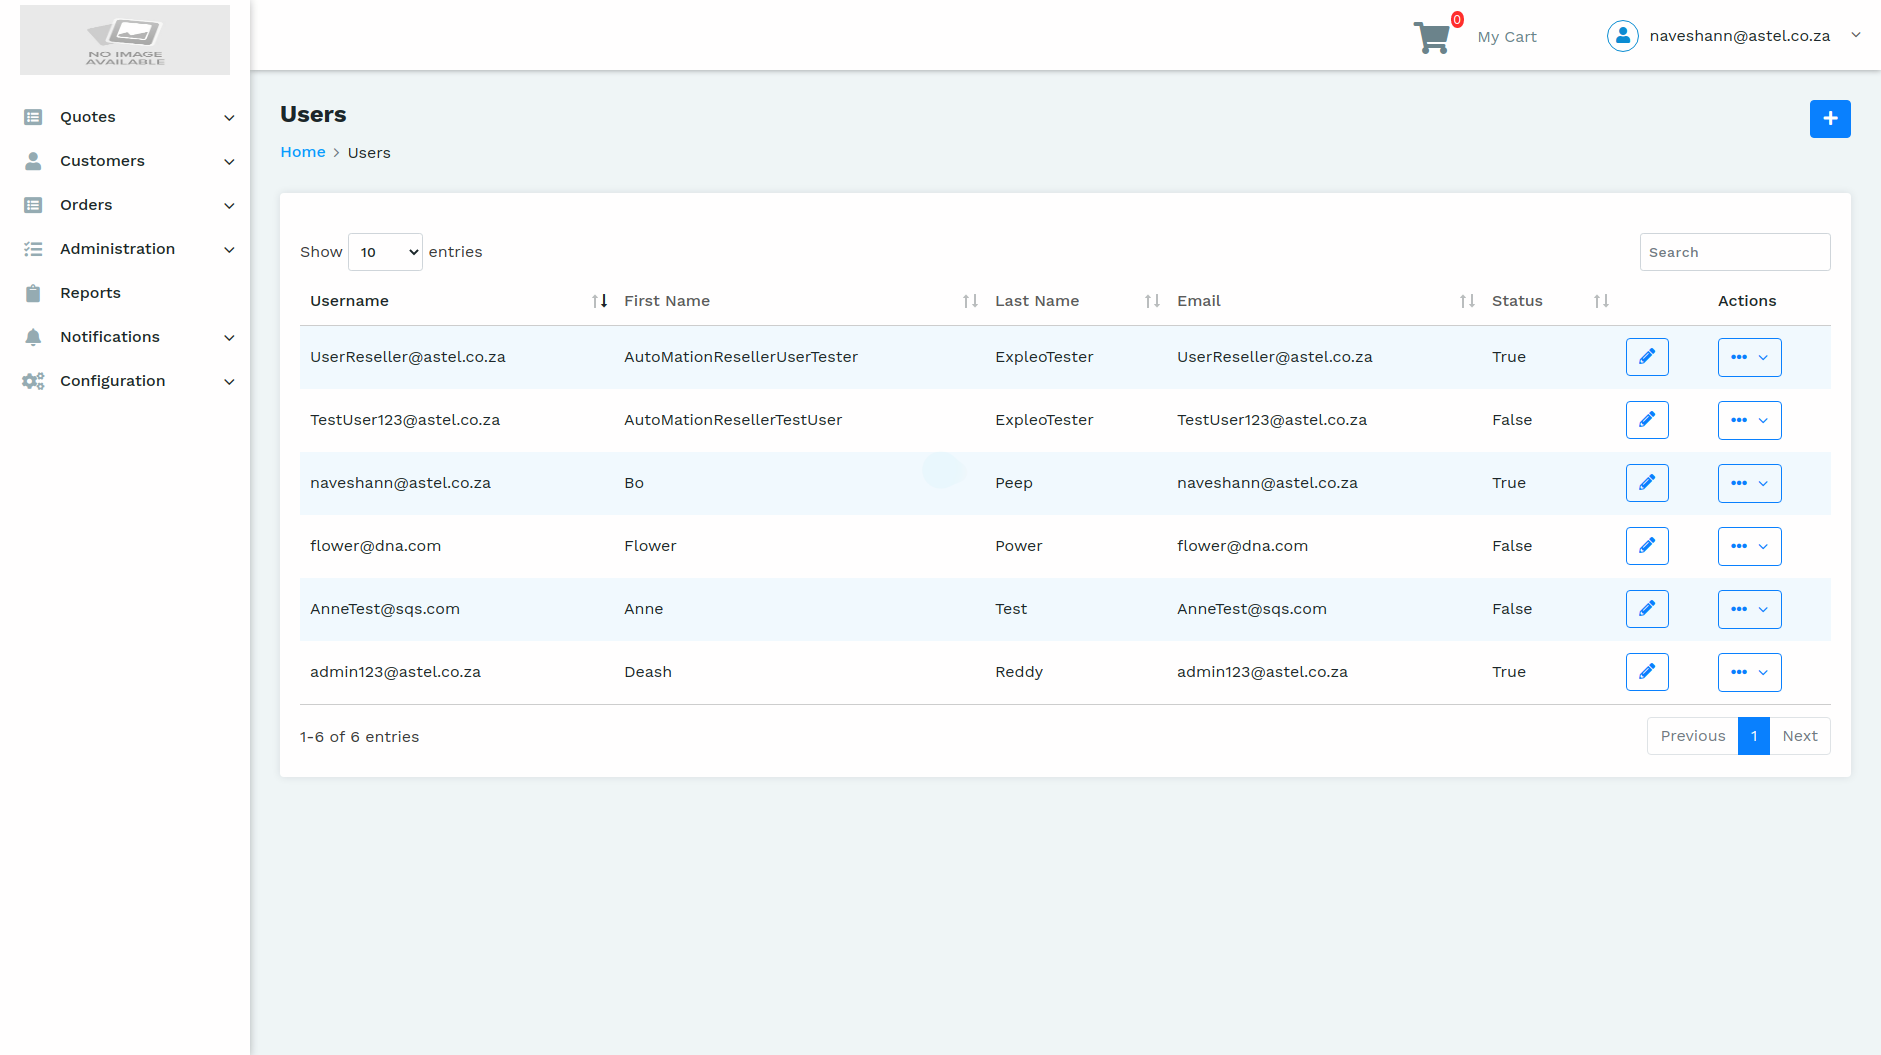 NO IMAGE
AVAILABLE
0
My Cart
naveshann@astel.co.za
Quotes
Customers
Orders
Administration
Reports
Notifications
Configuration
Users
Home > Users
Show 10 entries
Search
Username First Name Last Name Email Status Actions
UserReseller@astel.co.za AutoMationResellerUserTester ExpleoTester UserReseller@astel.co.za True
TestUser123@astel.co.za AutoMationResellerTestUser ExpleoTester TestUser123@astel.co.za False
naveshann@astel.co.za Bo Peep naveshann@astel.co.za True
flower@dna.com Flower Power flower@dna.com False
AnneTest@sqs.com Anne Test AnneTest@sqs.com False
admin123@astel.co.za Deash Reddy admin123@astel.co.za True
1-6 of 6 entries
Previous 1 Next